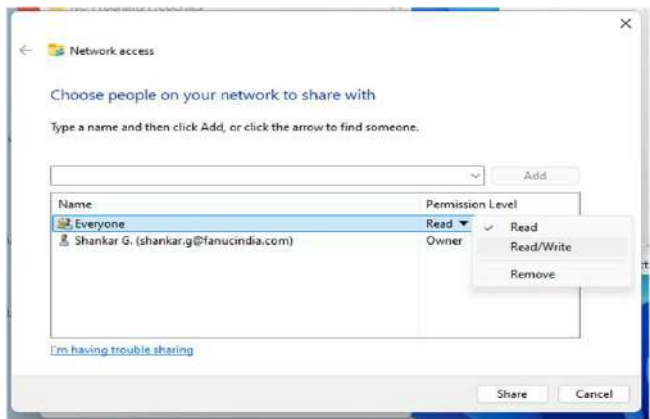 Network access
Choose people on your network to share with
Type a name and then click Add, or click the arrow to find someone.
Add
Name Permission Level
Everyone Read ▼
Shankar G. (shankar.g@fanucindia.com) Owner
✓ Read
Read/Write
Remove
I'm having trouble sharing
Share Cancel